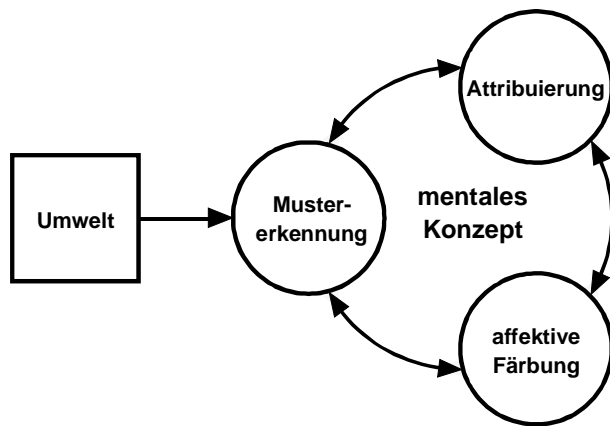 Attribuierung
Umwelt
Muster-
erkennung
mentales
Konzept
affektive
Färbung